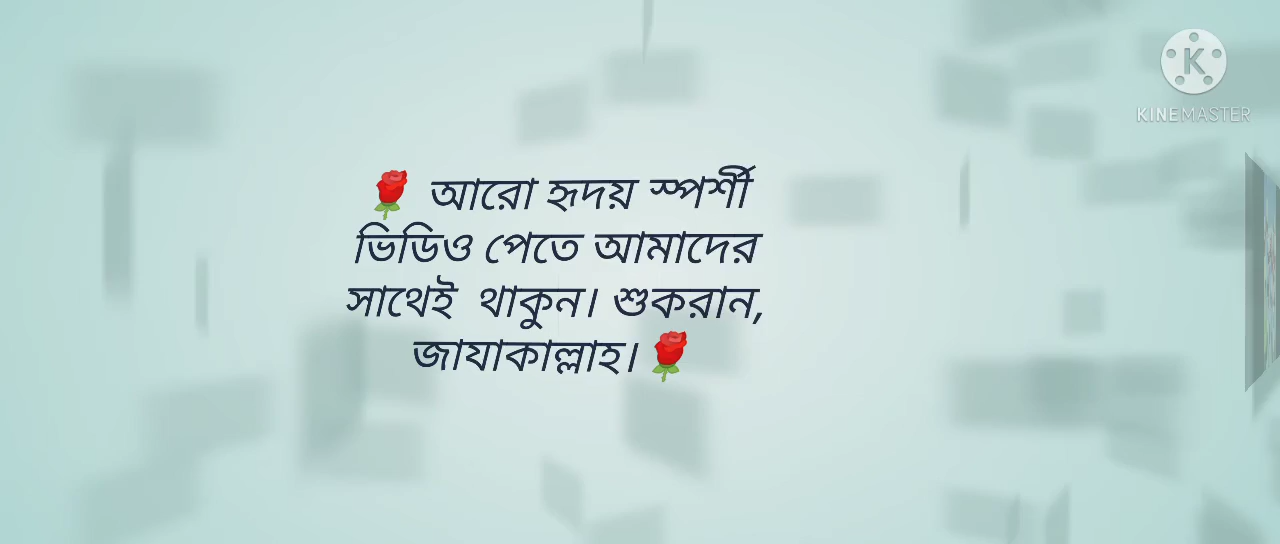 🌹 আরো হৃদয় স্পর্শী
ভিডিও পেতে আমাদের
সাথেই থাকুন। শুকরান,
জাযাকাল্লাহ।🌹
K
KINEMASTER